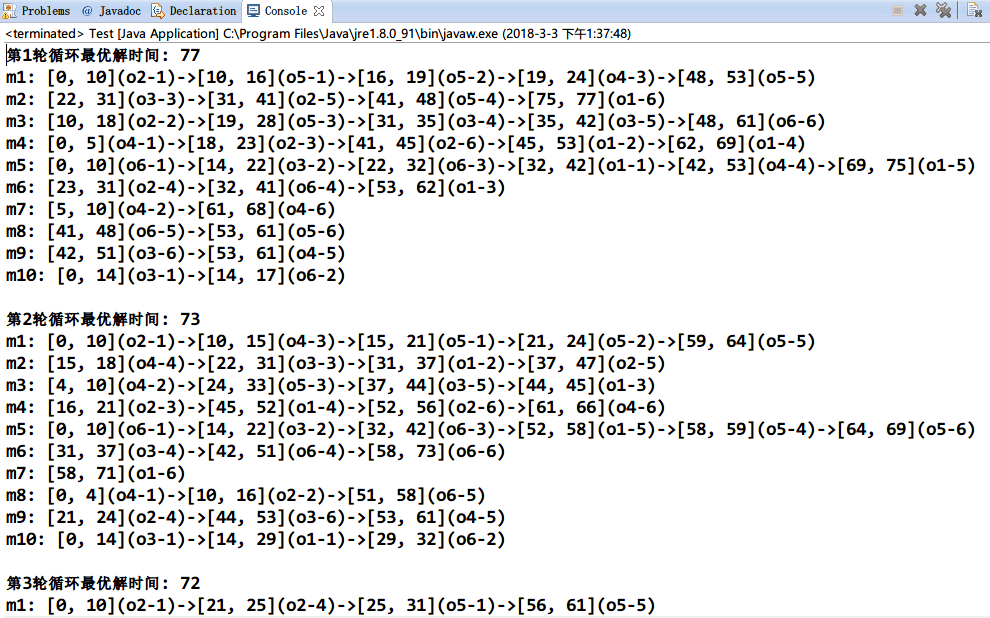 Problems @ Javadoc Declaration Console
<terminated> Test [Java Application] C:\Program Files\Java\jre1.8.0_91\bin\javaw.exe (2018-3-3 下午1:37:48)
第1轮循环最优解时间: 77
m1: [0, 10](o2-1)->[10, 16](o5-1)->[16, 19](o5-2)->[19, 24](o4-3)->[48, 53](o5-5)
m2: [22, 31](o3-3)->[31, 41](o2-5)->[41, 48](o5-4)->[75, 77](o1-6)
m3: [10, 18](o2-2)->[19, 28](o5-3)->[31, 35](o3-4)->[35, 42](o3-5)->[48, 61](o6-6)
m4: [0, 5](o4-1)->[18, 23](o2-3)->[41, 45](o2-6)->[45, 53](o1-2)->[62, 69](o1-4)
m5: [0, 10](o6-1)->[14, 22](o3-2)->[22, 32](o6-3)->[32, 42](o1-1)->[42, 53](o4-4)->[69, 75](o1-5)
m6: [23, 31](o2-4)->[32, 41](o6-4)->[53, 62](o1-3)
m7: [5, 10](o4-2)->[61, 68](o4-6)
m8: [41, 48](o6-5)->[53, 61](o5-6)
m9: [42, 51](o3-6)->[53, 61](o4-5)
m10: [0, 14](o3-1)->[14, 17](o6-2)
第2轮循环最优解时间: 73
m1: [0, 10](o2-1)->[10, 15](o4-3)->[15, 21](o5-1)->[21, 24](o5-2)->[59, 64](o5-5)
m2: [15, 18](o4-4)->[22, 31](o3-3)->[31, 37](o1-2)->[37, 47](o2-5)
m3: [4, 10](o4-2)->[24, 33](o5-3)->[37, 44](o3-5)->[44, 45](o1-3)
m4: [16, 21](o2-3)->[45, 52](o1-4)->[52, 56](o2-6)->[61, 66](o4-6)
m5: [0, 10](o6-1)->[14, 22](o3-2)->[32, 42](o6-3)->[52, 58](o1-5)->[58, 59](o5-4)->[64, 69](o5-6)
m6: [31, 37](o3-4)->[42, 51](o6-4)->[58, 73](o6-6)
m7: [58, 71](o1-6)
m8: [0, 4](o4-1)->[10, 16](o2-2)->[51, 58](o6-5)
m9: [21, 24](o2-4)->[44, 53](o3-6)->[53, 61](o4-5)
m10: [0, 14](o3-1)->[14, 29](o1-1)->[29, 32](o6-2)
第3轮循环最优解时间: 72
m1: [0, 10](o2-1)->[21, 25](o2-4)->[25, 31](o5-1)->[56, 61](o5-5)